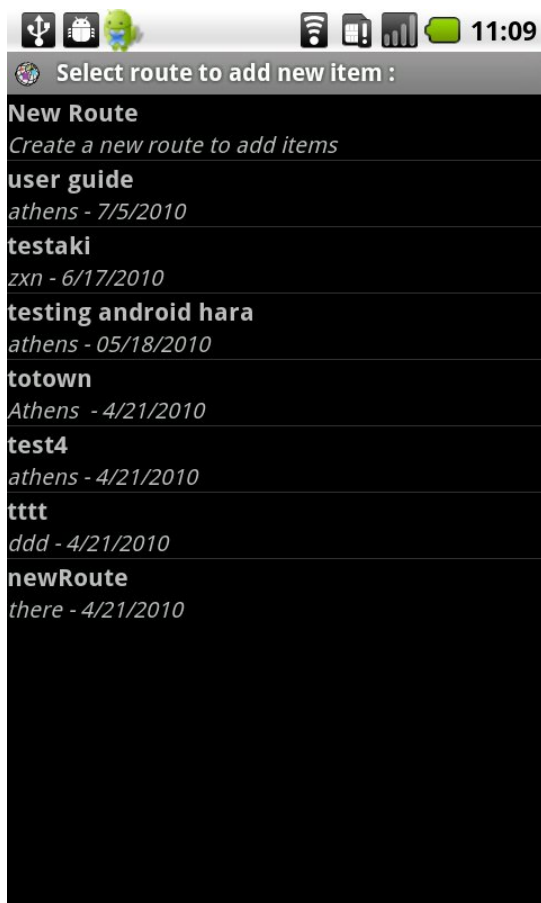 11:09
Select route to add new item :
New Route
Create a new route to add items
user guide
athens - 7/5/2010
testaki
zxn - 6/17/2010
testing android hara
athens - 05/18/2010
totown
Athens  - 4/21/2010
test4
athens - 4/21/2010
tttt
ddd - 4/21/2010
newRoute
there - 4/21/2010